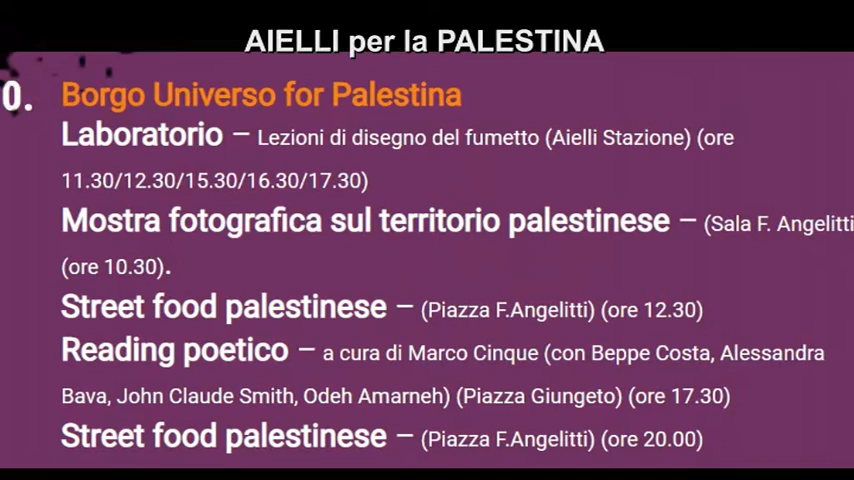 AIELLI per la PALESTINA
0. Borgo Universo for Palestina
Laboratorio – Lezioni di disegno del fumetto (Aielli Stazione) (ore
11.30/12.30/15.30/16.30/17.30)
Mostra fotografica sul territorio palestinese – (Sala F. Angelitti)
(ore 10.30).
Street food palestinese – (Piazza F.Angelitti) (ore 12.30)
Reading poetico – a cura di Marco Cinque (con Beppe Costa, Alessandra
Bava, John Claude Smith, Odeh Amarneh) (Piazza Giungeto) (ore 17.30)
Street food palestinese – (Piazza F.Angelitti) (ore 20.00)